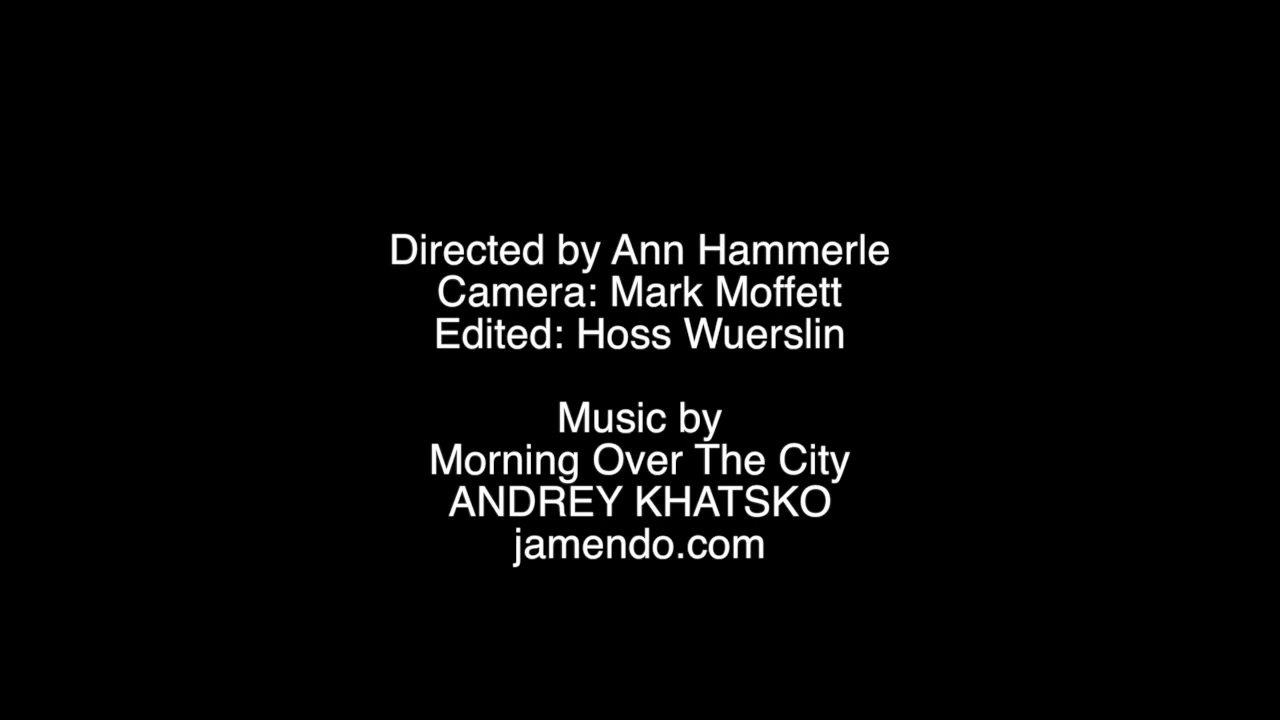 Directed by Ann Hammerle
Camera: Mark Moffett
Edited: Hoss Wuerslin
Music by
Morning Over The City
ANDREY KHATSKO
jamendo.com